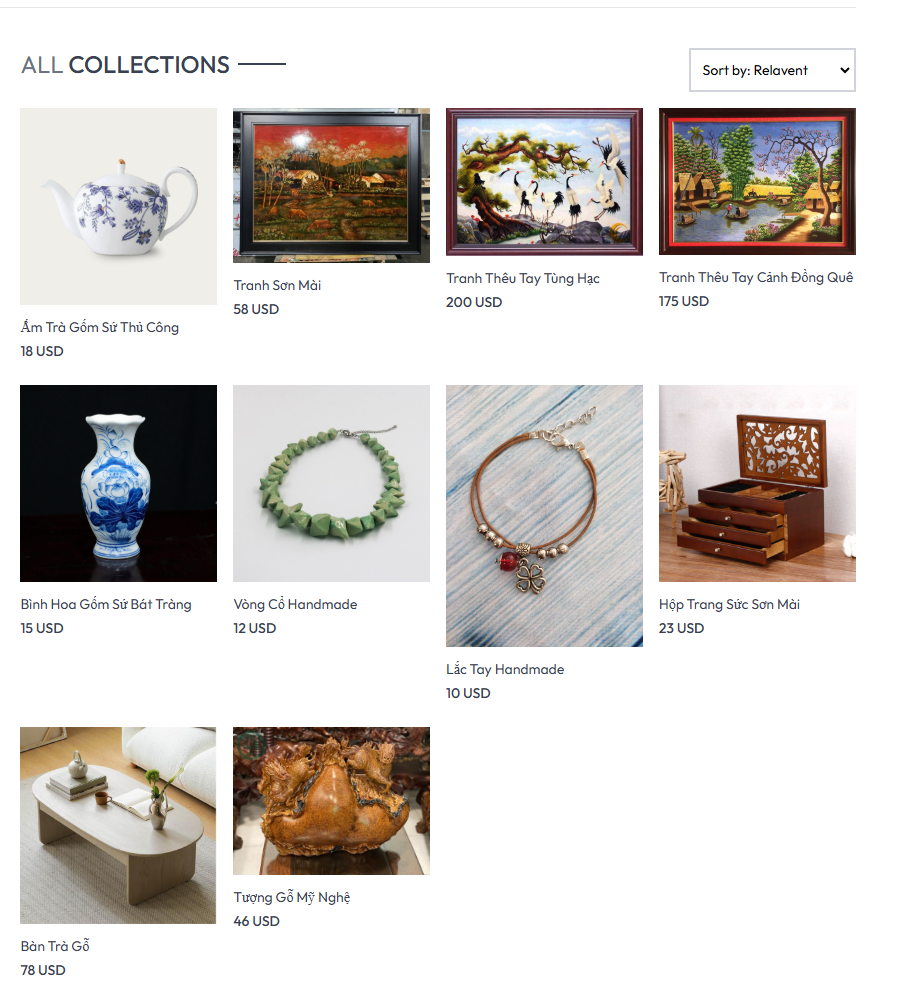 ALL COLLECTIONS
Sort by: Relavent
Ấm Trà Gốm Sứ Thủ Công
18 USD
Tranh Sơn Mài
58 USD
Tranh Thêu Tay Tùng Hạc
200 USD
Tranh Thêu Tay Cảnh Đồng Quê
175 USD
Bình Hoa Gốm Sứ Bát Tràng
15 USD
Vòng Cổ Handmade
12 USD
Lắc Tay Handmade
10 USD
Hộp Trang Sức Sơn Mài
23 USD
Bàn Trà Gỗ
78 USD
Tượng Gỗ Mỹ Nghệ
46 USD